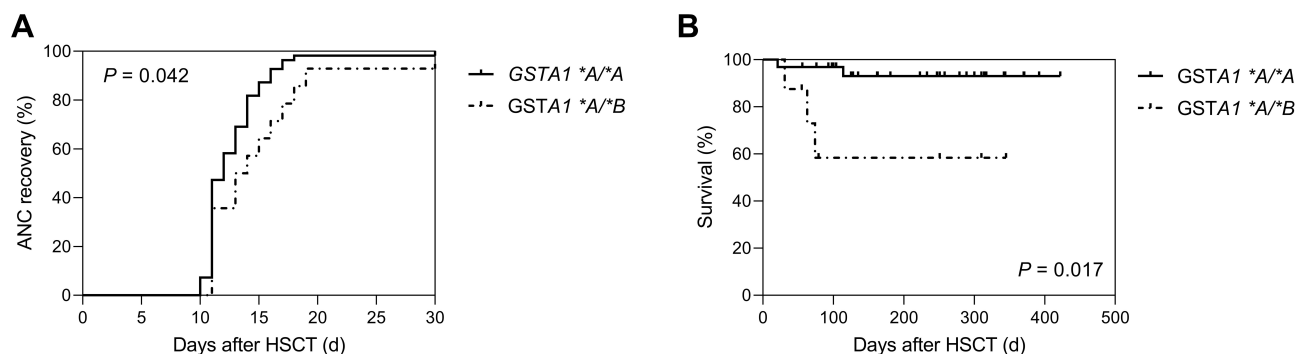 A
ANC recovery (%)
100
80
60
40
20
0
P = 0.042
0 5 10 15 20 25 30
Days after HSCT (d)
GSTA1 *A/*A
GSTA1 *A/*B
B
Survival (%)
100
80
60
40
20
0
P = 0.017
0 100 200 300 400 500
Days after HSCT (d)
GSTA1 *A/*A
GSTA1 *A/*B